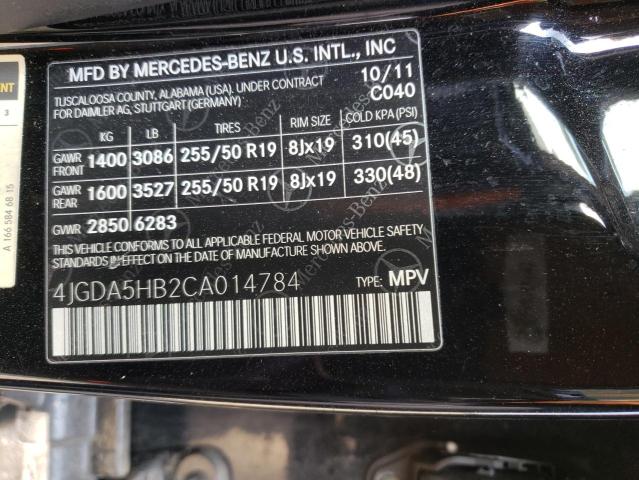 MFD BY MERCEDES-BENZ U.S. INTL., INC
TUSCALOOSA COUNTY, ALABAMA (USA). UNDER CONTRACT
FOR DAIMLER AG, STUTTGART (GERMANY)
10/11
C040
KG LB TIRES RIM SIZE COLD KPA (PSI)
GAWR FRONT 1400 3086 255/50 R19 8Jx19 310(45)
GAWR REAR 1600 3527 255/50 R19 8Jx19 330(48)
GVWR 2850 6283
THIS VEHICLE CONFORMS TO ALL APPLICABLE FEDERAL MOTOR VEHICLE SAFETY
STANDARDS IN EFFECT ON THE DATE OF MANUFACTURE SHOWN ABOVE.
4JGDA5HB2CA014784 TYPE: MPV
A 166 584 68 15
3